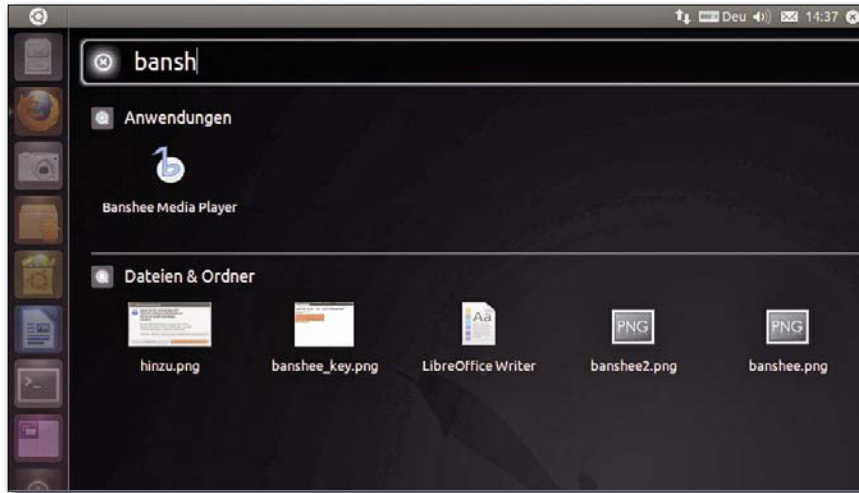 Deu 14:37
bansh
Anwendungen
Banshee Media Player
Dateien & Ordner
Aa
PNG
PNG
hinzu.png
banshee_key.png
LibreOffice Writer
banshee2.png
banshee.png